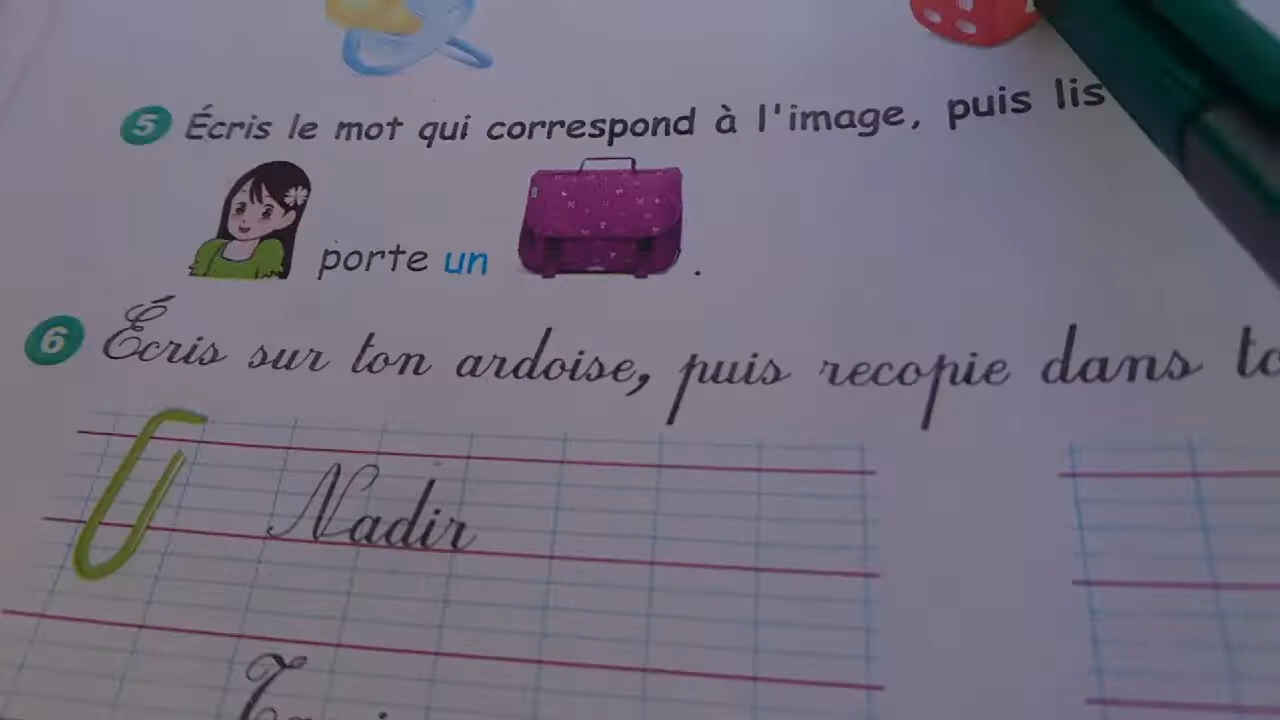 5 Écris le mot qui correspond à l'image, puis lis
porte un .
6 Écris sur ton ardoise, puis recopie dans
Nadir